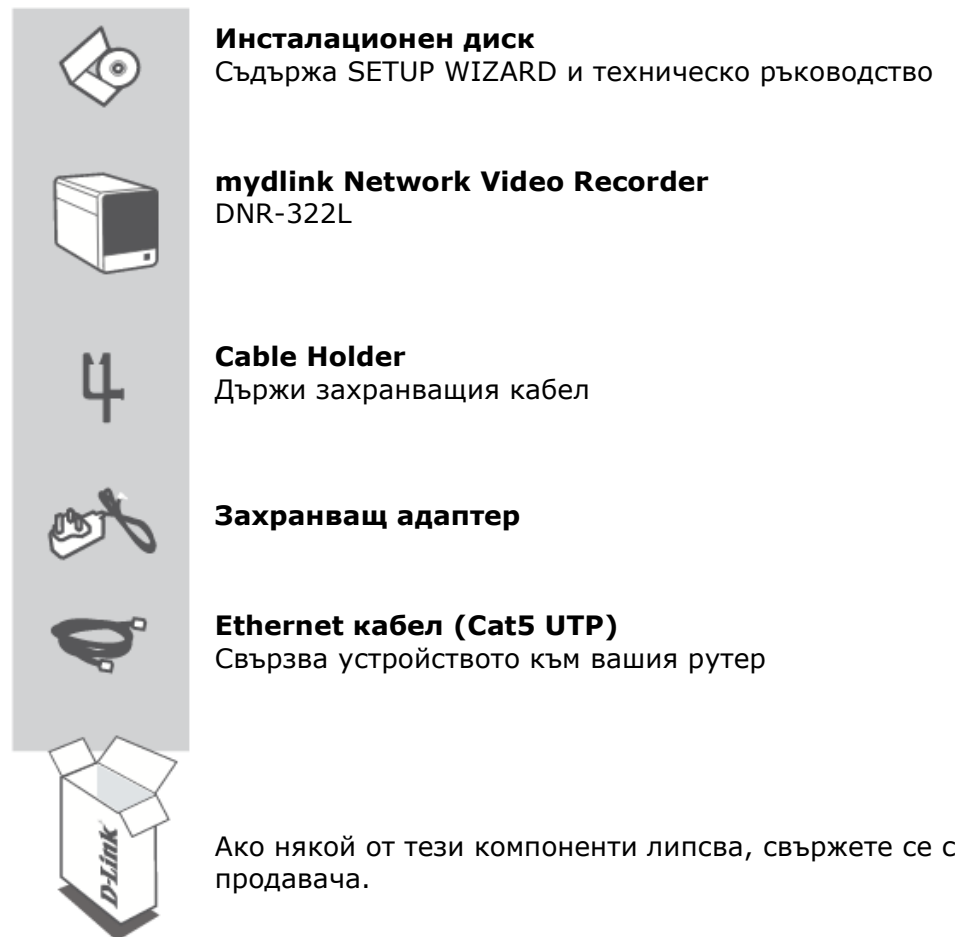 Инсталационен диск
Съдържа SETUP WIZARD и техническо ръководство
mydlink Network Video Recorder
DNR-322L
Cable Holder
Държи захранващия кабел
Захранващ адаптер
Ethernet кабел (Cat5 UTP)
Свързва устройството към вашия рутер
D-Link
Ако някой от тези компоненти липсва, свържете се с
продавача.